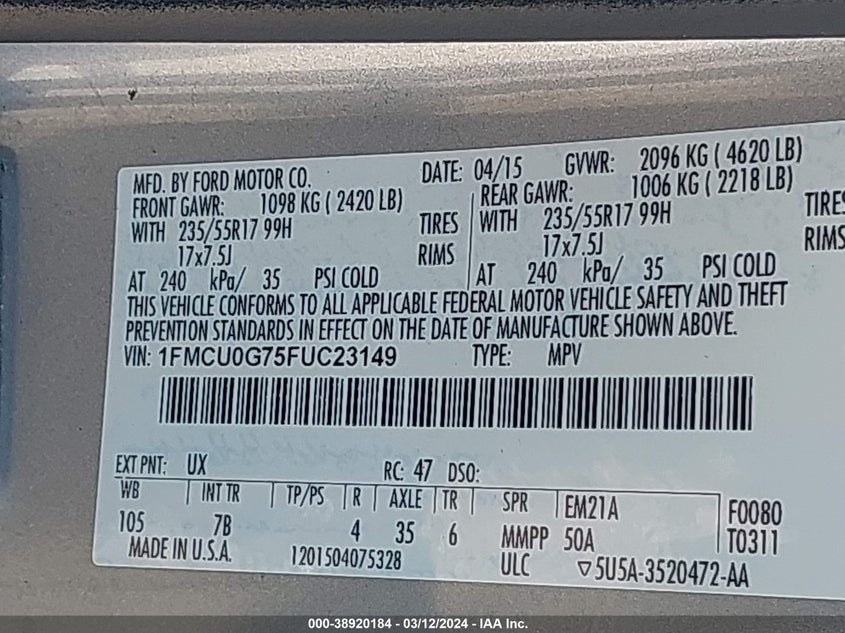 MFD. BY FORD MOTOR CO. DATE: 04/15 GVWR: 2096 KG ( 4620 LB)
FRONT GAWR: 1098 KG ( 2420 LB) REAR GAWR: 1006 KG ( 2218 LB)
WITH 235/55R17 99H TIRES WITH 235/55R17 99H TIRES
17x7.5J RIMS 17x7.5J RIMS
AT 240 kPa/ 35 PSI COLD AT 240 kPa/ 35 PSI COLD
THIS VEHICLE CONFORMS TO ALL APPLICABLE FEDERAL MOTOR VEHICLE SAFETY AND THEFT
PREVENTION STANDARDS IN EFFECT ON THE DATE OF MANUFACTURE SHOWN ABOVE.
VIN: 1FMCU0G75FUC23149 TYPE: MPV
EXT PNT: UX RC: 47 DSO:
WB INT TR TP/PS R AXLE TR SPR EM21A F0080
105 7B 4 35 6 MMPP 50A T0311
MADE IN U.S.A. 1201504075328 ULC ▽5U5A-3520472-AA
000-38920184 - 03/12/2024 - IAA Inc.